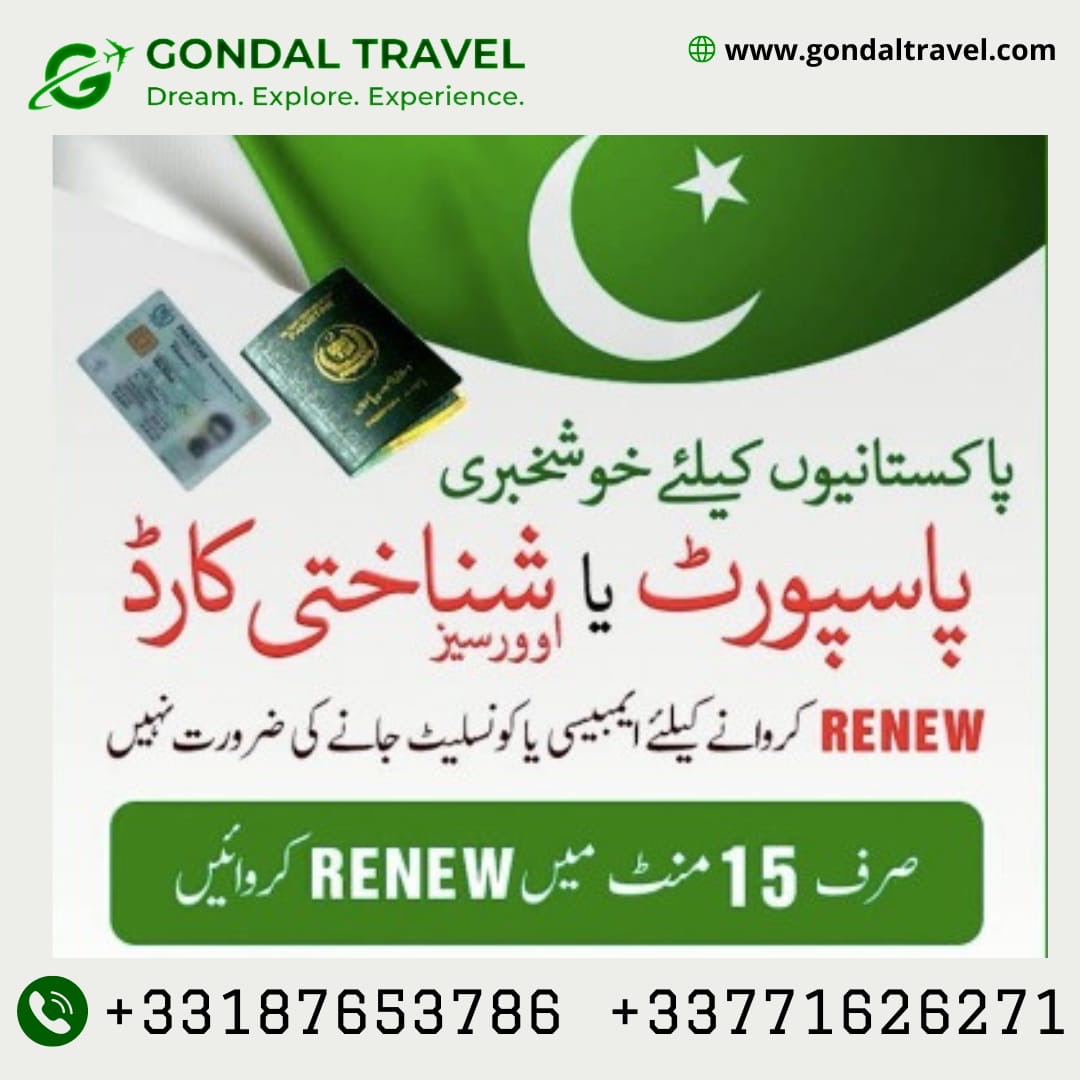 GONDAL TRAVEL
Dream. Explore. Experience.
www.gondaltravel.com
پاکستانیوں کیلئے خوشخبری
پاسپورٹ یا شناختی کارڈ
اوورسیز
RENEW کروانے کیلئے ایمبیسی یا کونسلیٹ جانے کی ضرورت نہیں
صرف 15 منٹ میں RENEW کروائیں
+33187653786 +33771626271